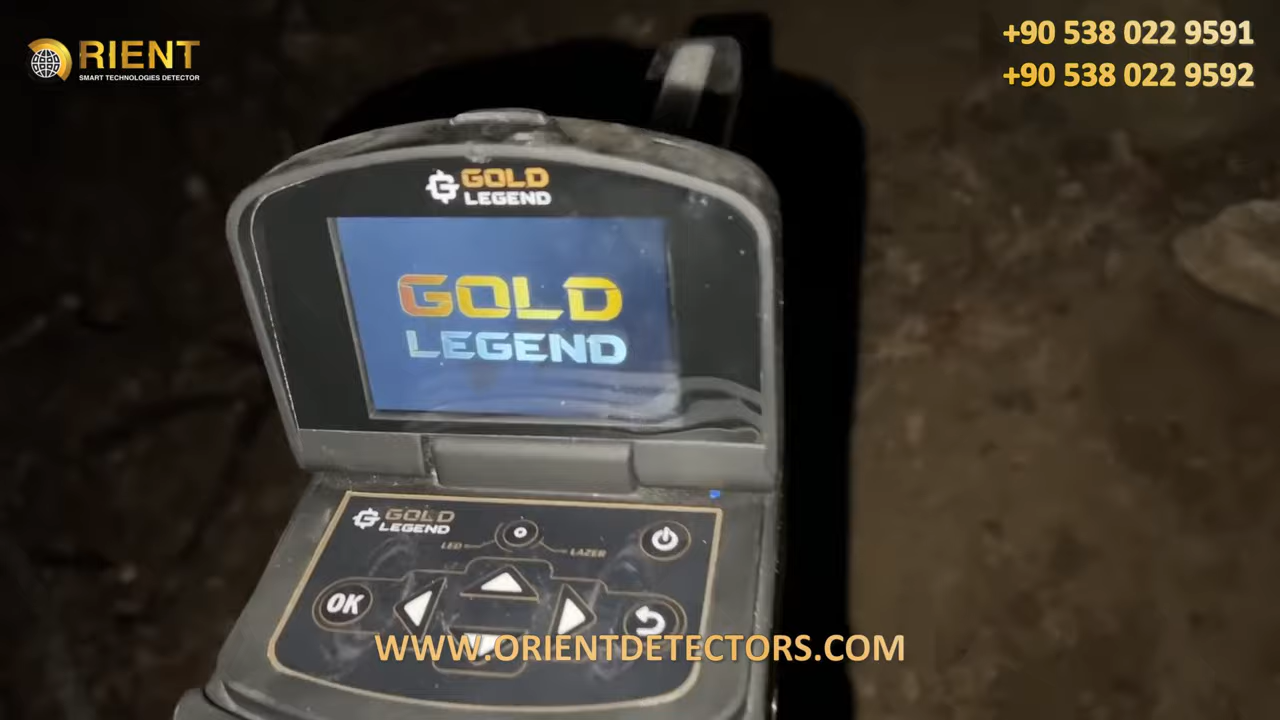 ORIENT
SMART TECHNOLOGIES DETECTOR
+90 538 022 9591
+90 538 022 9592
GOLD
LEGEND
GOLD
LEGEND
GOLD
LEGEND
LED
LAZER
OK
WWW.ORIENTDETECTORS.COM